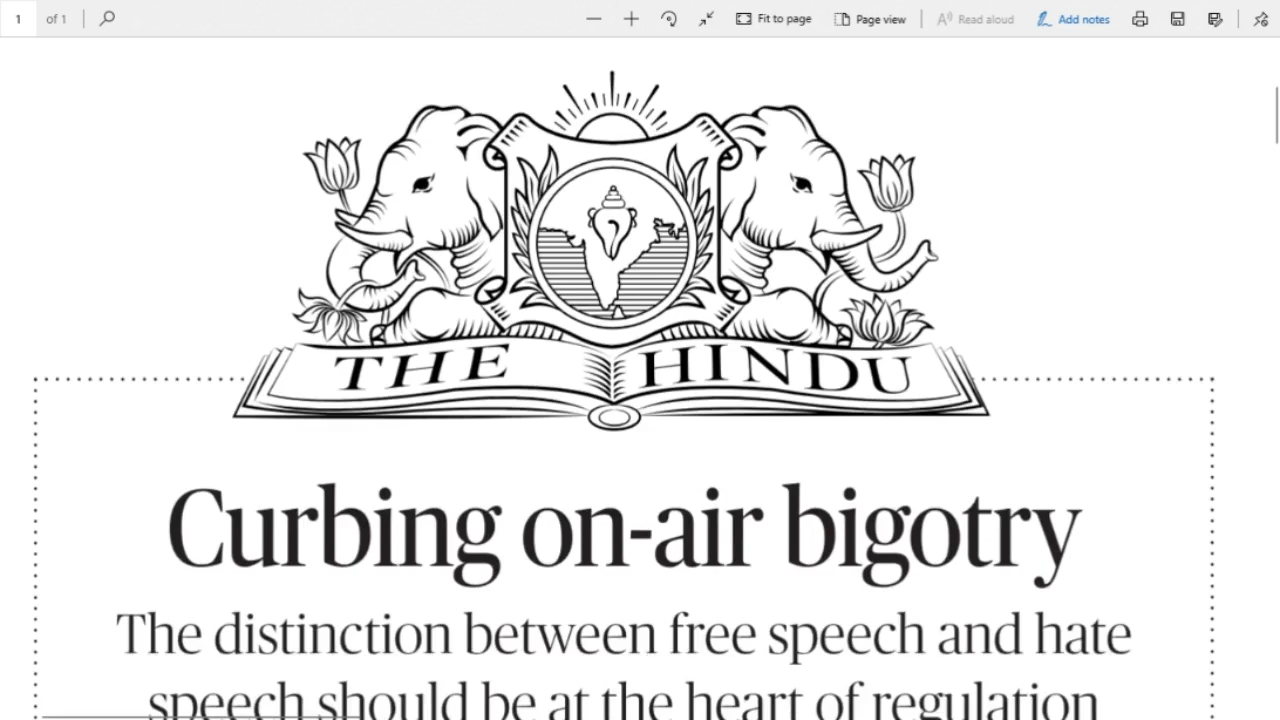 1 of 1 Fit to page Page view Read aloud Add notes
THE HINDU
Curbing on-air bigotry
The distinction between free speech and hate
speech should be at the heart of regulation